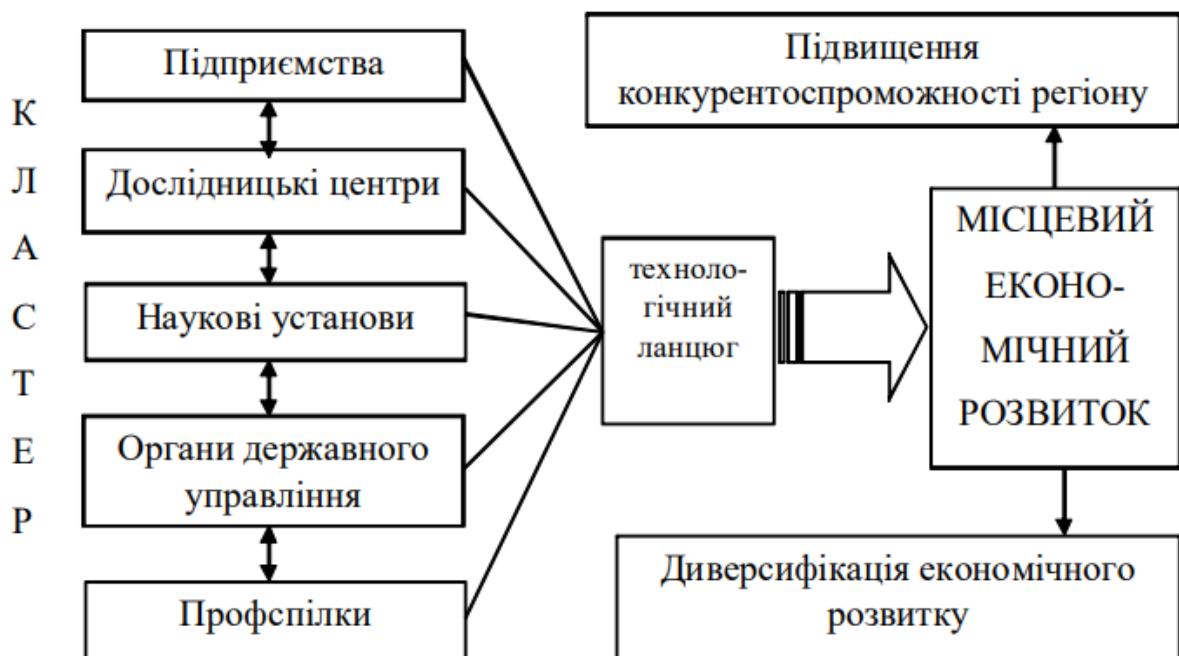 КЛАСТЕР
Підприємства
Дослідницькі центри
Наукові установи
Органи державного
управління
Профспілки
техноло-
гічний
ланцюг
Підвищення
конкурентоспроможності регіону
МІСЦЕВИЙ
ЕКОНО-
МІЧНИЙ
РОЗВИТОК
Диверсифікація економічного
розвитку